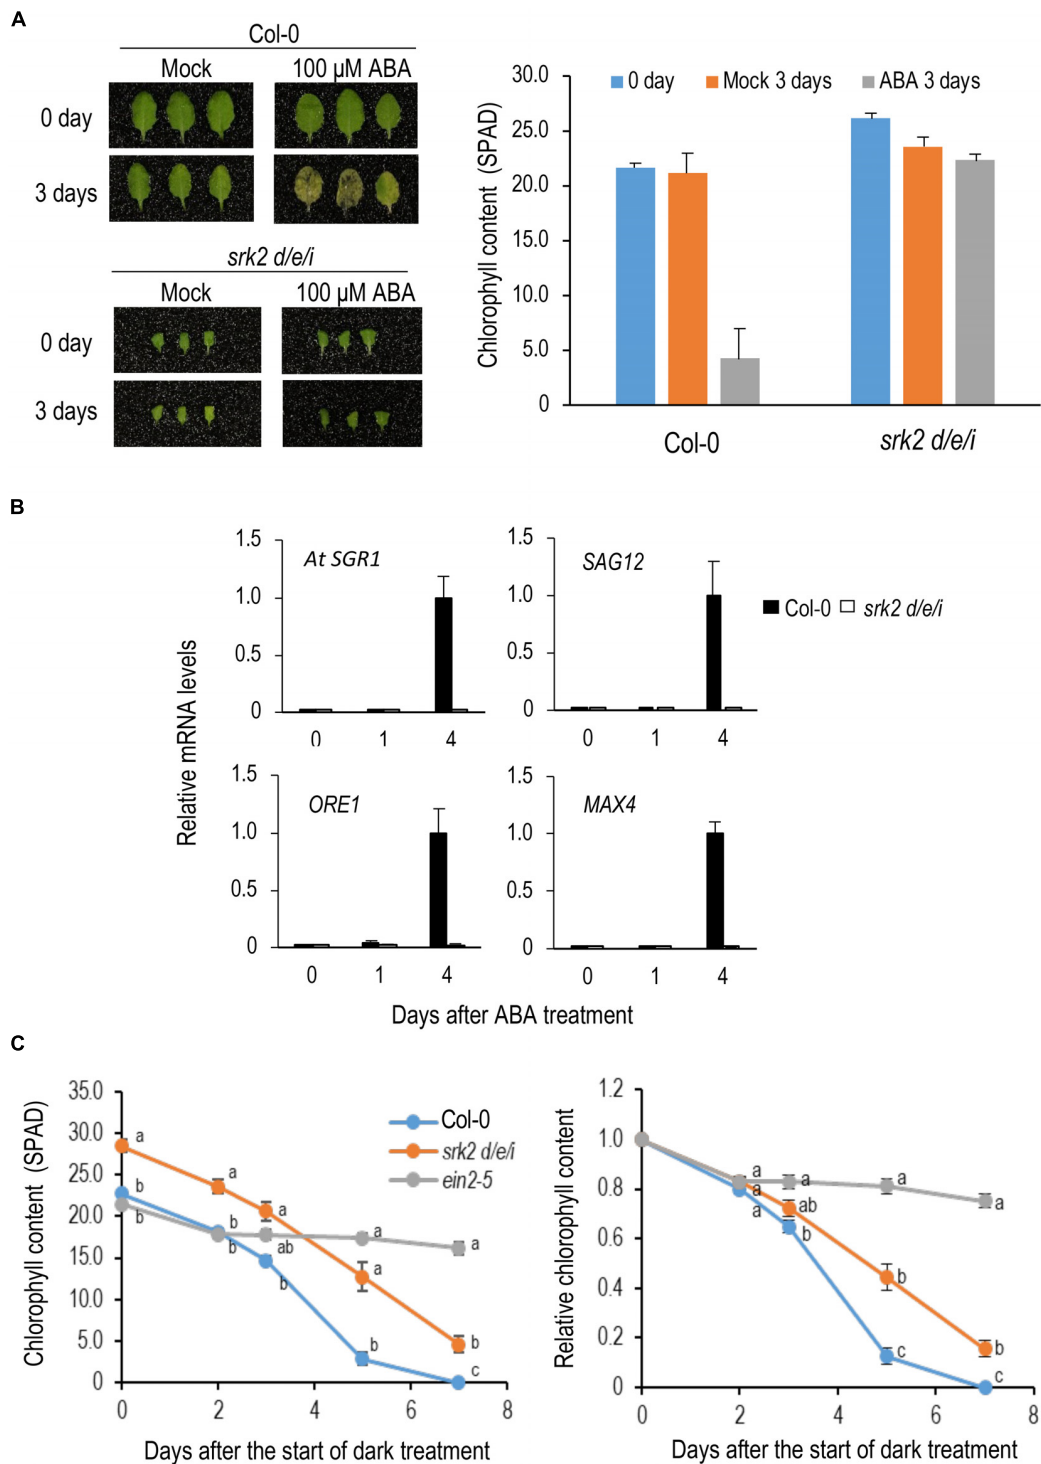 A
Col-0
Mock 100 µM ABA
0 day
3 days
srk2 d/e/i
Mock 100 µM ABA
0 day
3 days
Chlorophyll content (SPAD)
30.0
25.0
20.0
15.0
10.0
5.0
0
0 day Mock 3 days ABA 3 days
Col-0 srk2 d/e/i
B
Relative mRNA levels
1.5
1.0
0.5
0
At SGR1
0 1 4
1.5
1.0
0.5
0
SAG12
0 1 4
Col-0 srk2 d/e/i
1.5
1.0
0.5
0
ORE1
0 1 4
1.5
1.0
0.5
0
MAX4
0 1 4
Days after ABA treatment
C
Chlorophyll content (SPAD)
35.0
30.0
25.0
20.0
15.0
10.0
5.0
0
Col-0
srk2 d/e/i
ein2-5
a
b
b
a
b
b
a
ab
b
a
a
b
a
b
c
0 2 4 6 8
Days after the start of dark treatment
Relative chlorophyll content
1.2
1.0
0.8
0.6
0.4
0.2
0
a
a
a
a
ab
b
a
b
c
a
b
c
0 2 4 6 8
Days after the start of dark treatment